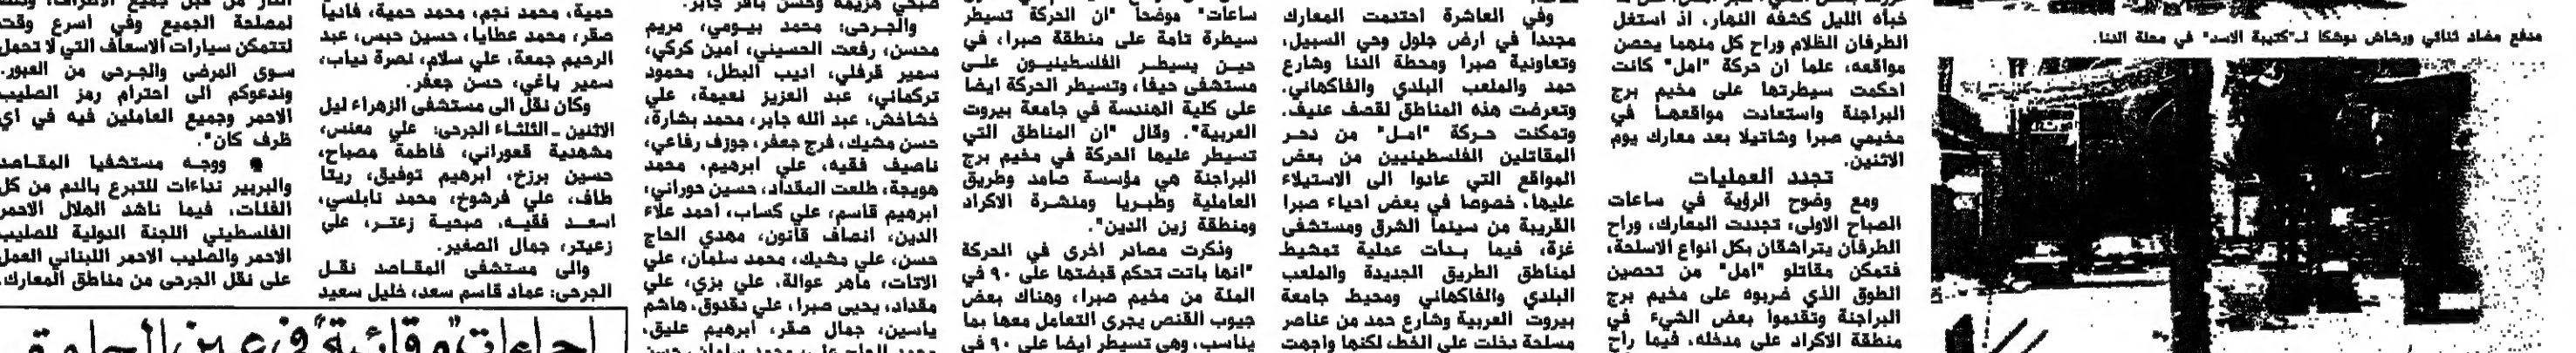 مدفع مضاد ثنائي ورشاش دوشكا لـ"كتيبة الاسد" في محلة الدنا.
خبأه الليل كشفه النهار، اذ استغل
الطرفان الظلام وراح كل منهما يحصن
مواقعه، علما ان حركة "امل" كانت
احكمت سيطرتها على مخيم برج
البراجنة واستعادت مواقعها في
مخيمي صبرا وشاتيلا بعد معارك يوم
الاثنين.
تجدد العمليات
ومع وضوح الرؤية في ساعات
الصباح الاولى، تجددت المعارك، وراح
الطرفان يتراشقان بكل انواع الاسلحة،
فتمكن مقاتلو "امل" من تحصين
الطوق الذي ضربوه على مخيم برج
البراجنة وتقدموا بعض الشيء في
منطقة الاكراد على مدخله، فيما راح
وفي العاشرة احتدمت المعارك
مجددا في ارض جلول وحي السبيل،
وتعاونية صبرا ومحطة الدنا وشارع
حمد والملعب البلدي والفاكهاني.
وتعرضت هذه المناطق لقصف عنيف.
وتمكنت حركة "امل" من دحر
المقاتلين الفلسطينيين من بعض
المواقع التي عادوا الى الاستيلاء
عليها، خصوصا في بعض احياء صبرا
القريبة من سينما الشرق ومستشفى
غزة، فيما بدأت عملية تمشيط
لمناطق الطريق الجديدة والملعب
البلدي والفاكهاني ومحيط جامعة
بيروت العربية وشارع حمد من عناصر
مسلحة دخلت على الخط، لكنها واجهت
ساعات" موضحا "ان الحركة تسيطر
سيطرة تامة على منطقة صبرا، في
حين يسيطر الفلسطينيون على
مستشفى حيفا، وتسيطر الحركة ايضا
على كلية الهندسة في جامعة بيروت
العربية". وقال "ان المناطق التي
تسيطر عليها الحركة في مخيم برج
البراجنة هي مؤسسة صامد وطريق
العاملية وطبريا ومنشرة الاكراد
ومنطقة زين الدين".
وذكرت مصادر اخرى في الحركة
"انها باتت تحكم قبضتها على ٩٠ في
المئة من مخيم صبرا، وهناك بعض
جيوب القنص يجرى التعامل معها بما
يناسب، وهي تسيطر ايضا على ٩٠ في
صبحي هزيمة وحسن باقر جابر.
والجرحى: محمد بيومي، مريم
محسن، رفعت الحسيني، امين كركي،
سمير قرفلي، اديب البطل، محمود
تركماني، عبد العزيز نعيمة، علي
خشاخش، عبد الله جابر، محمد بشارة،
حسن مشيك، فرج جعفر، جوزف رفاعي،
ناصيف فقيه، علي ابرهيم، محمد
هويجة، طلعت المقداد، حسين حوراني،
ابرهيم قاسم، علي كساب، احمد علاء
الدين، انصاف قانون، مهدي الحاج
حسن، علي مشيك، محمد سلمان، علي
الاتات، ماهر عوالة، علي بزي، علي
مقداد، يحيى صبرا، علي دقدوق، هاشم
ياسين، جمال صقر، ابرهيم عليق،
حمية، محمد نجم، محمد حمية، فاديا
صقر، محمد عطايا، حسين حبس، عبد
الرحيم جمعة، علي سلام، نصرة دياب،
سمير ياغي، حسن جعفر.
وكان نقل الى مستشفى الزهراء ليل
الاثنين ـ الثلثاء الجرحى: علي معنس،
مشهدية قعوراني، فاطمة مصباح،
حسين برزخ، ابرهيم توفيق، ريتا
طاف، علي فرشوخ، محمد نابلسي،
اسعد فقيه، صبحية زعتر، علي
زعيتر، جمال الصغير.
والى مستشفى المقاصد نقل
الجرحى: عماد قاسم سعد، خليل سعيد
لمصلحة الجميع وفي اسرع وقت
لتتمكن سيارات الاسعاف التي لا تحمل
سوى المرضى والجرحى من العبور.
وندعوكم الى احترام رمز الصليب
الاحمر وجميع العاملين فيه في اي
ظرف كان".
● ووجه مستشفيا المقاصد
والبربير نداءات للتبرع بالدم من كل
الفئات، فيما ناشد الهلال الاحمر
الفلسطيني اللجنة الدولية للصليب
الاحمر والصليب الاحمر اللبناني العمل
على نقل الجرحى من مناطق المعارك.
اجراءات "وقائية" في عين الحلوة